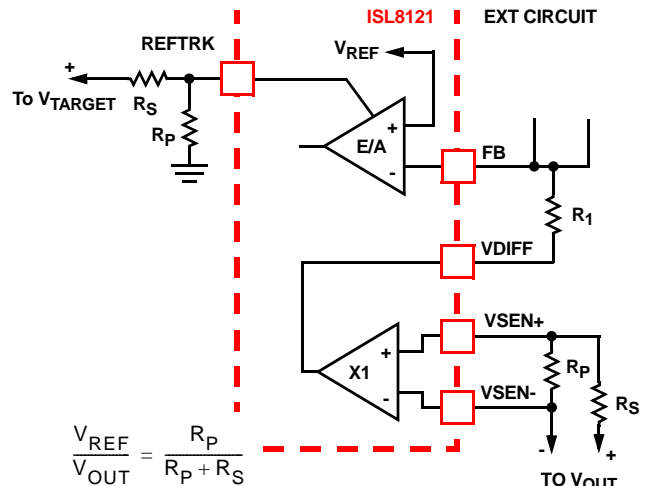 ISL8121 EXT CIRCUIT
REFTRK
VREF
+
To VTARGET
RS
RP
+
E/A
-
FB
R1
VDIFF
VSEN+
+
X1
-
VSEN-
RP
RS
VREF / VOUT = RP / RP + RS
- +
TO VOUT